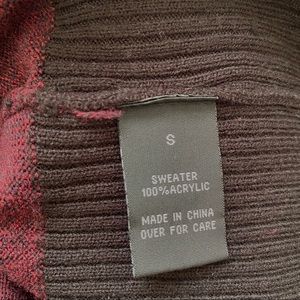 S
SWEATER
100% ACRYLIC
MADE IN CHINA
OVER FOR CARE